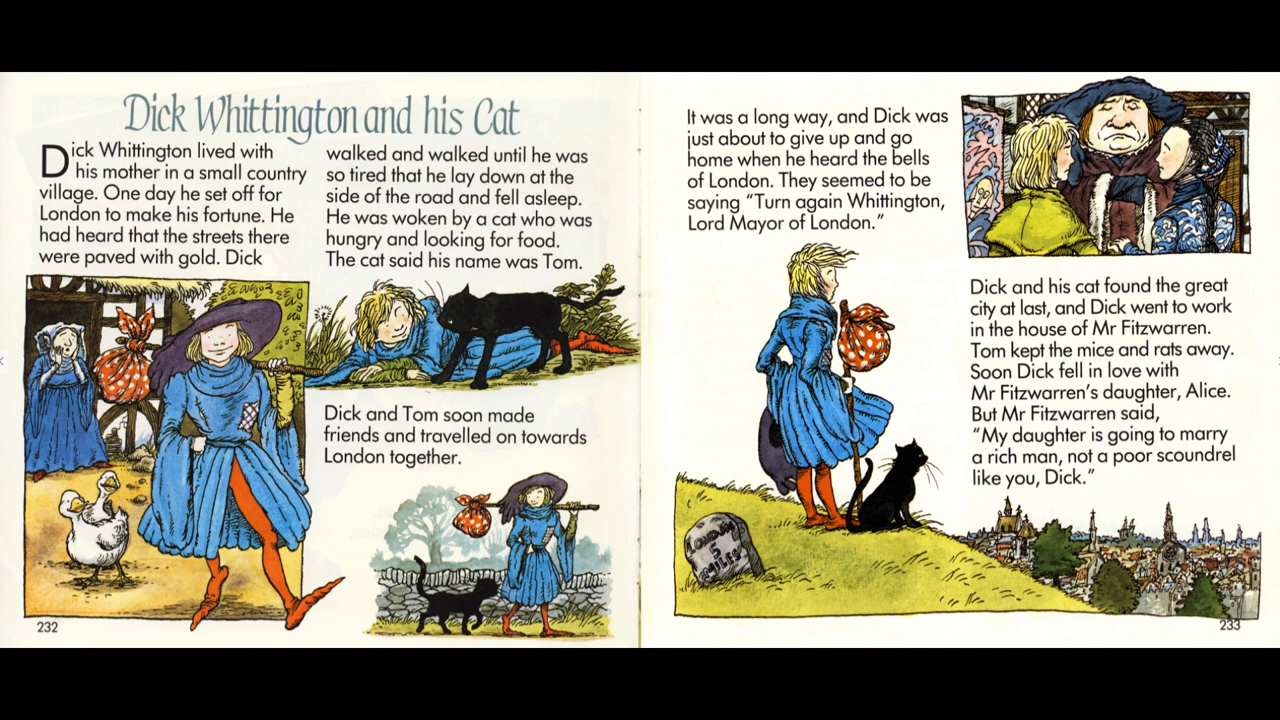 Dick Whittington and his Cat
Dick Whittington lived with
his mother in a small country
village. One day he set off for
London to make his fortune. He
had heard that the streets there
were paved with gold. Dick
walked and walked until he was
so tired that he lay down at the
side of the road and fell asleep.
He was woken by a cat who was
hungry and looking for food.
The cat said his name was Tom.
Dick and Tom soon made
friends and travelled on towards
London together.
232
It was a long way, and Dick was
just about to give up and go
home when he heard the bells
of London. They seemed to be
saying “Turn again Whittington,
Lord Mayor of London.”
LONDON
5
MILES
Dick and his cat found the great
city at last, and Dick went to work
in the house of Mr Fitzwarren.
Tom kept the mice and rats away.
Soon Dick fell in love with
Mr Fitzwarren’s daughter, Alice.
But Mr Fitzwarren said,
“My daughter is going to marry
a rich man, not a poor scoundrel
like you, Dick.”
233